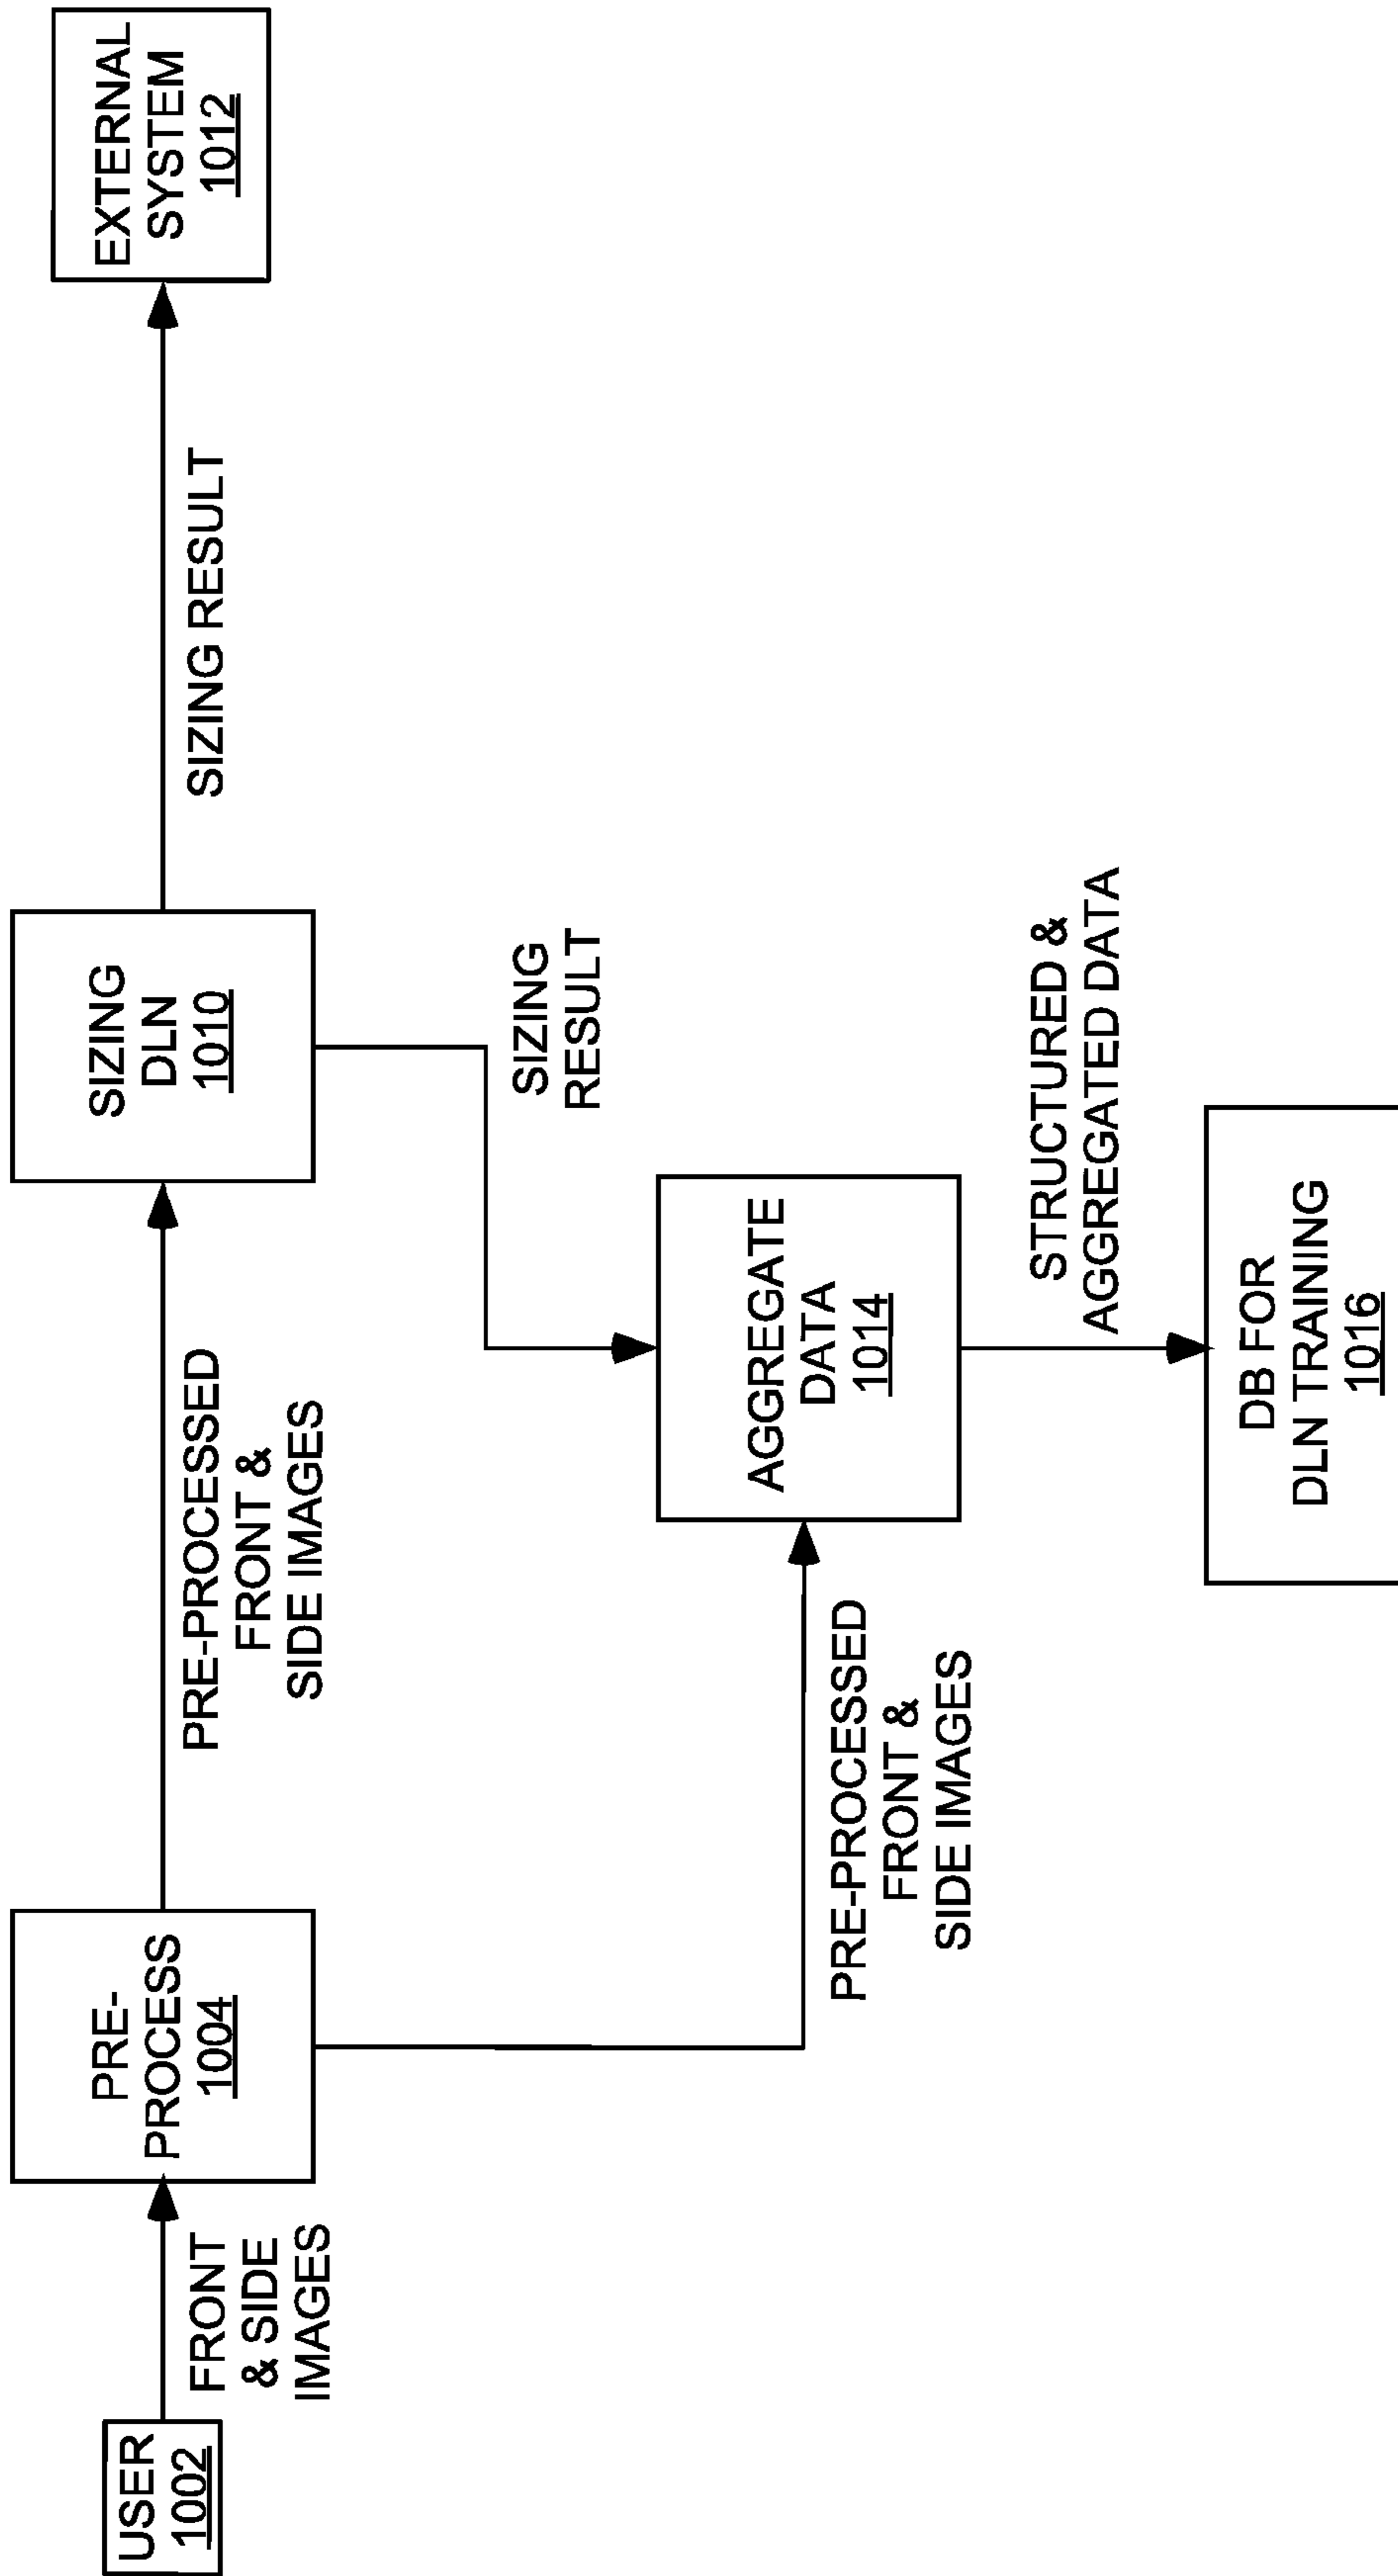 USER
1002
FRONT
& SIDE
IMAGES
PRE-
PROCESS
1004
PRE-PROCESSED
FRONT &
SIDE IMAGES
SIZING
DLN
1010
SIZING RESULT
EXTERNAL
SYSTEM
1012
PRE-PROCESSED
FRONT &
SIDE IMAGES
SIZING
RESULT
AGGREGATE
DATA
1014
STRUCTURED &
AGGREGATED DATA
DB FOR
DLN TRAINING
1016